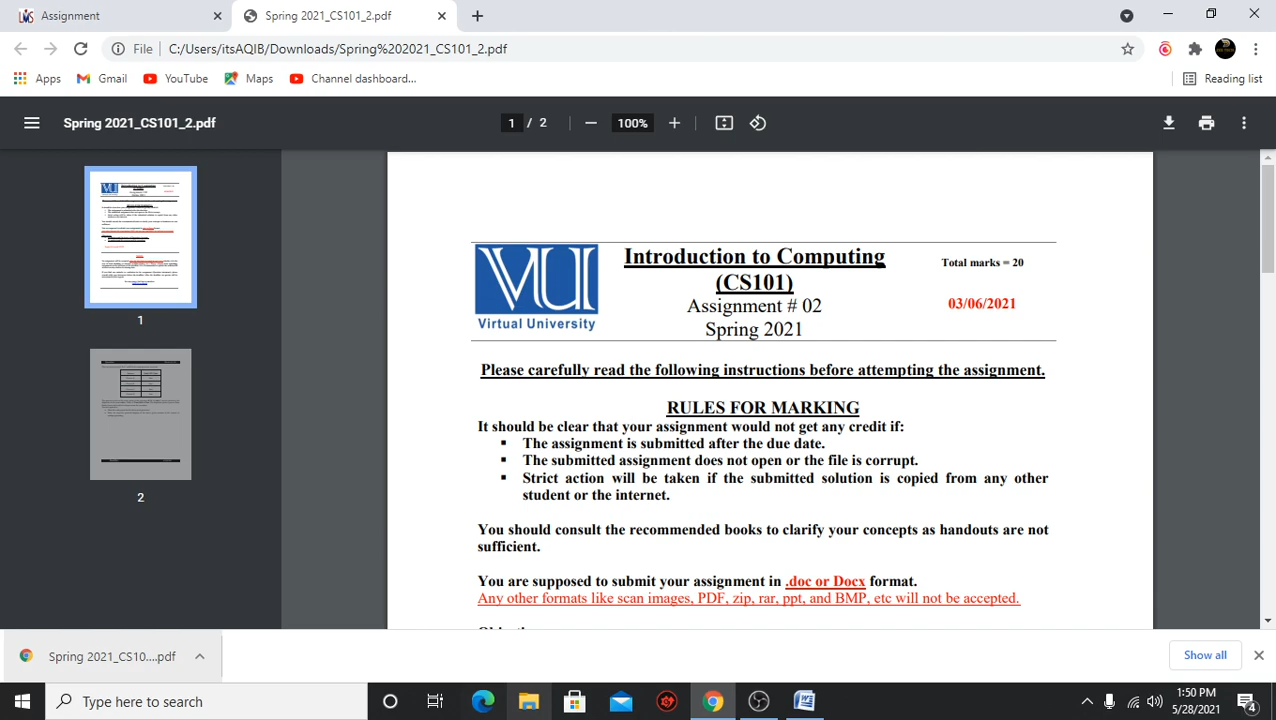 Assignment
Spring 2021_CS101_2.pdf
File
C:/Users/itsAQIB/Downloads/Spring%202021_CS101_2.pdf
Apps
Gmail
YouTube
Maps
Channel dashboard...
Reading list
Spring 2021_CS101_2.pdf
1 / 2
100%
1
2
VU
Virtual University
Introduction to Computing
(CS101)
Assignment # 02
Spring 2021
Total marks = 20
03/06/2021
Please carefully read the following instructions before attempting the assignment.
RULES FOR MARKING
It should be clear that your assignment would not get any credit if:
▪ The assignment is submitted after the due date.
▪ The submitted assignment does not open or the file is corrupt.
▪ Strict action will be taken if the submitted solution is copied from any other
student or the internet.
You should consult the recommended books to clarify your concepts as handouts are not
sufficient.
You are supposed to submit your assignment in .doc or Docx format.
Any other formats like scan images, PDF, zip, rar, ppt, and BMP, etc will not be accepted.
Spring 2021_CS10....pdf
Show all
Type here to search
1:50 PM
5/28/2021
4